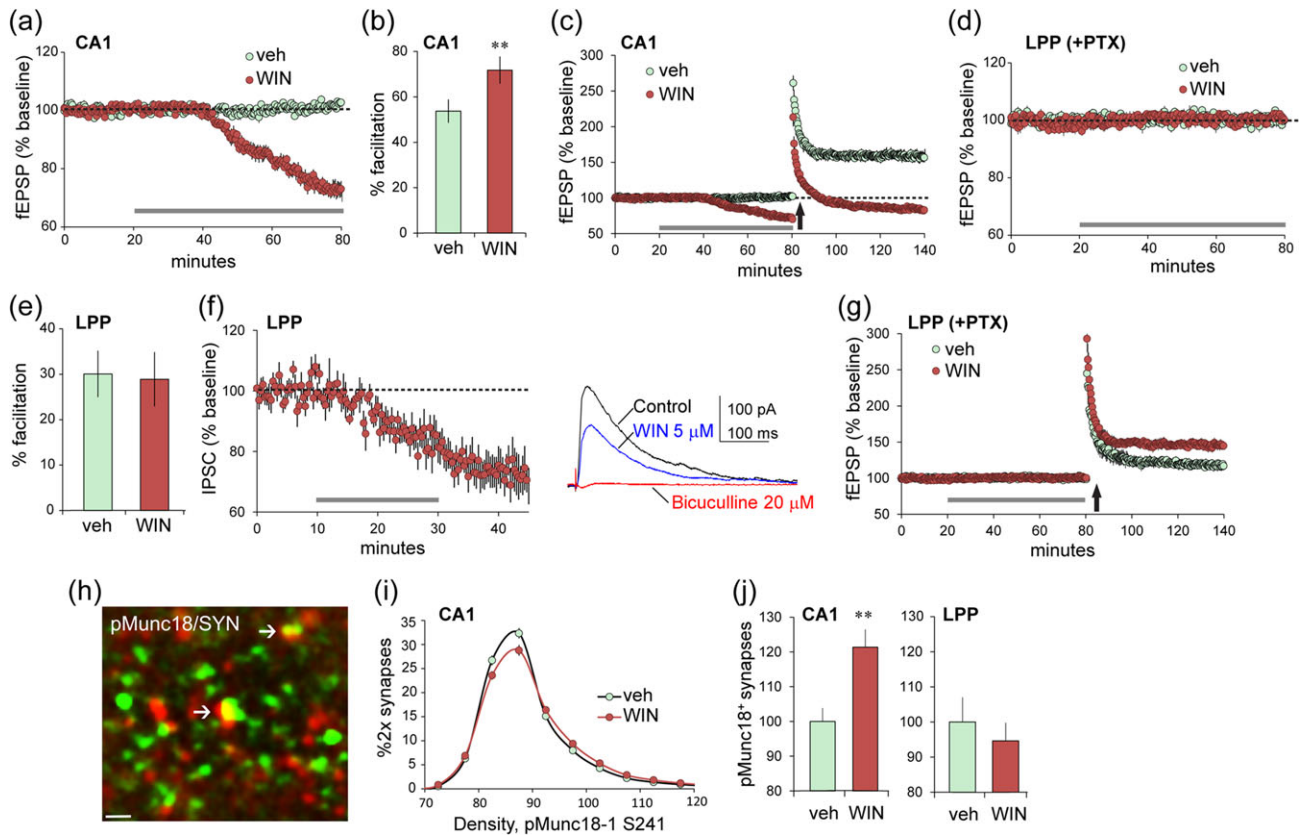 (a)
CA1
veh
WIN
120
100
80
60
0
20
40
60
80
fEPSP (% baseline)
minutes
(b)
CA1
**
80
60
40
20
0
% facilitation
veh
WIN
(c)
CA1
veh
WIN
300
250
200
150
100
50
0
20
40
60
80
100
120
140
fEPSP (% baseline)
minutes
(d)
LPP (+PTX)
veh
WIN
120
100
80
60
0
20
40
60
80
fEPSP (% baseline)
minutes
(e)
LPP
40
30
20
10
0
% facilitation
veh
WIN
(f)
LPP
120
100
80
60
0
10
20
30
40
IPSC (% baseline)
minutes
Control
WIN 5 μM
Bicuculline 20 μM
100 pA
100 ms
(g)
LPP (+PTX)
veh
WIN
300
250
200
150
100
50
0
20
40
60
80
100
120
140
fEPSP (% baseline)
minutes
(h)
pMunc18/SYN
(i)
CA1
veh
WIN
35
30
25
20
15
10
5
0
70
80
90
100
110
120
%2x synapses
Density, pMunc18-1 S241
(j)
CA1
**
130
120
110
100
90
80
pMunc18⁺ synapses
veh
WIN
LPP
130
120
110
100
90
80
veh
WIN